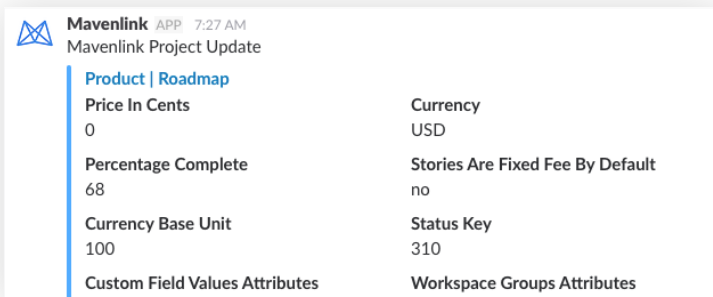 Mavenlink APP 7:27 AM
Mavenlink Project Update
Product | Roadmap
Price In Cents Currency
0 USD
Percentage Complete Stories Are Fixed Fee By Default
68 no
Currency Base Unit Status Key
100 310
Custom Field Values Attributes Workspace Groups Attributes